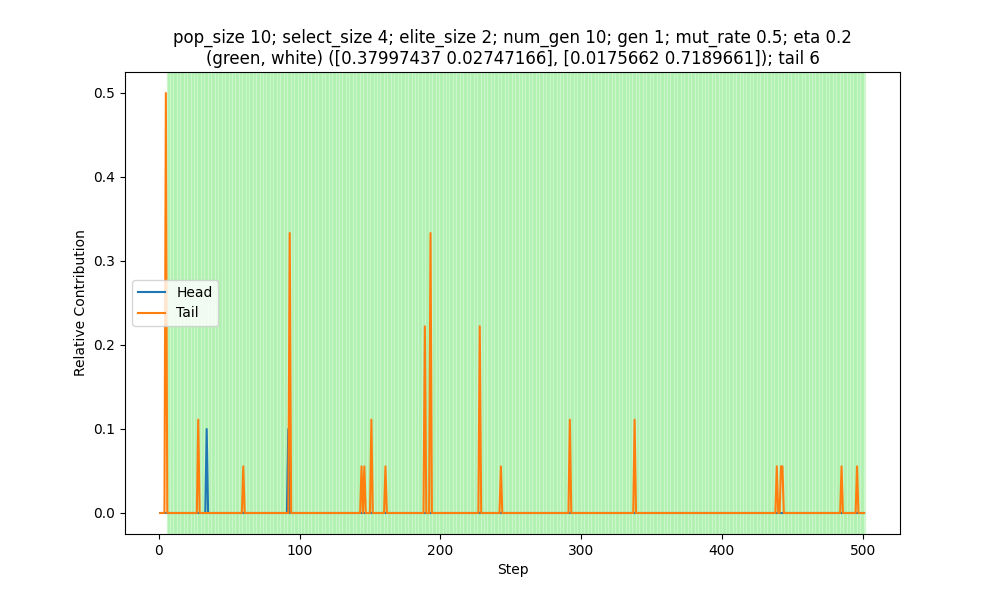 pop_size 10; select_size 4; elite_size 2; num_gen 10; gen 1; mut_rate 0.5; eta 0.2
(green, white) ([0.37997437 0.02747166], [0.0175662 0.7189661]); tail 6
0.5
0.4
0.3
0.2
0.1
0.0
Relative Contribution
Head
Tail
0 100 200 300 400 500
Step